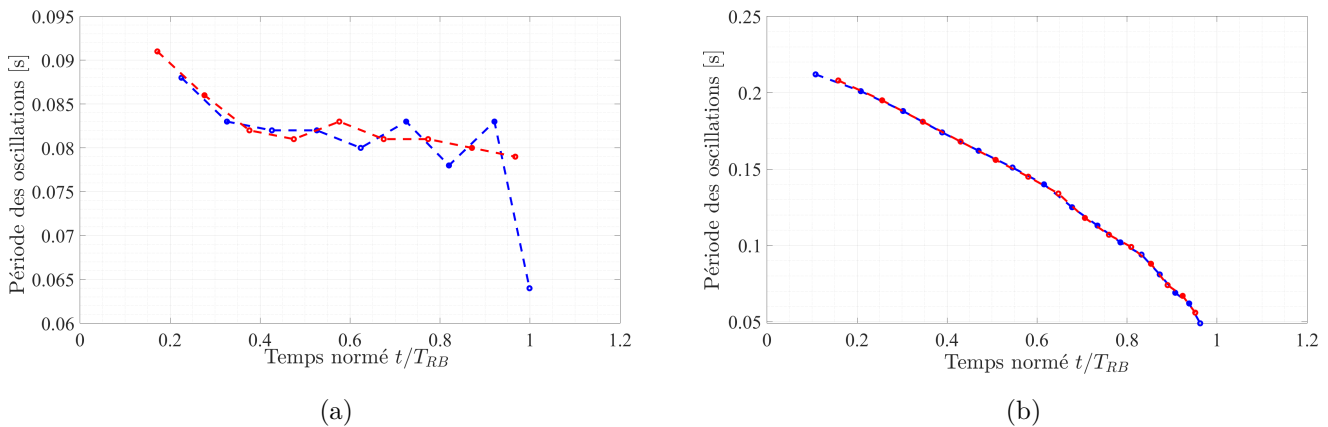 0.095
0.09
0.085
0.08
0.075
0.07
0.065
0.06
Période des oscillations [s]
0 0.2 0.4 0.6 0.8 1 1.2
Temps normé t/T_RB
(a)
0.25
0.2
0.15
0.1
0.05
Période des oscillations [s]
0 0.2 0.4 0.6 0.8 1 1.2
Temps normé t/T_RB
(b)